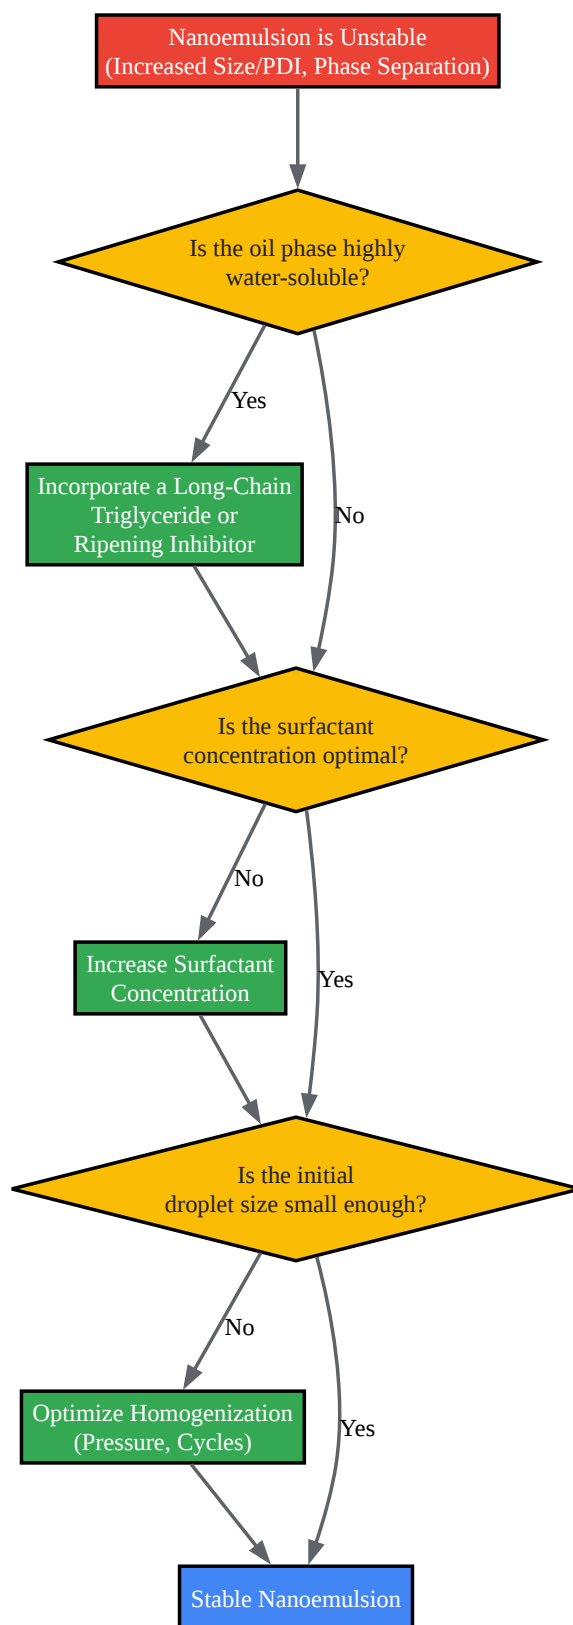 Nanoemulsion is Unstable
(Increased Size/PDI, Phase Separation)
Is the oil phase highly
water-soluble?
Yes
Incorporate a Long-Chain
Triglyceride or
Ripening Inhibitor
No
Is the surfactant
concentration optimal?
No
Increase Surfactant
Concentration
Yes
Is the initial
droplet size small enough?
No
Optimize Homogenization
(Pressure, Cycles)
Yes
Stable Nanoemulsion